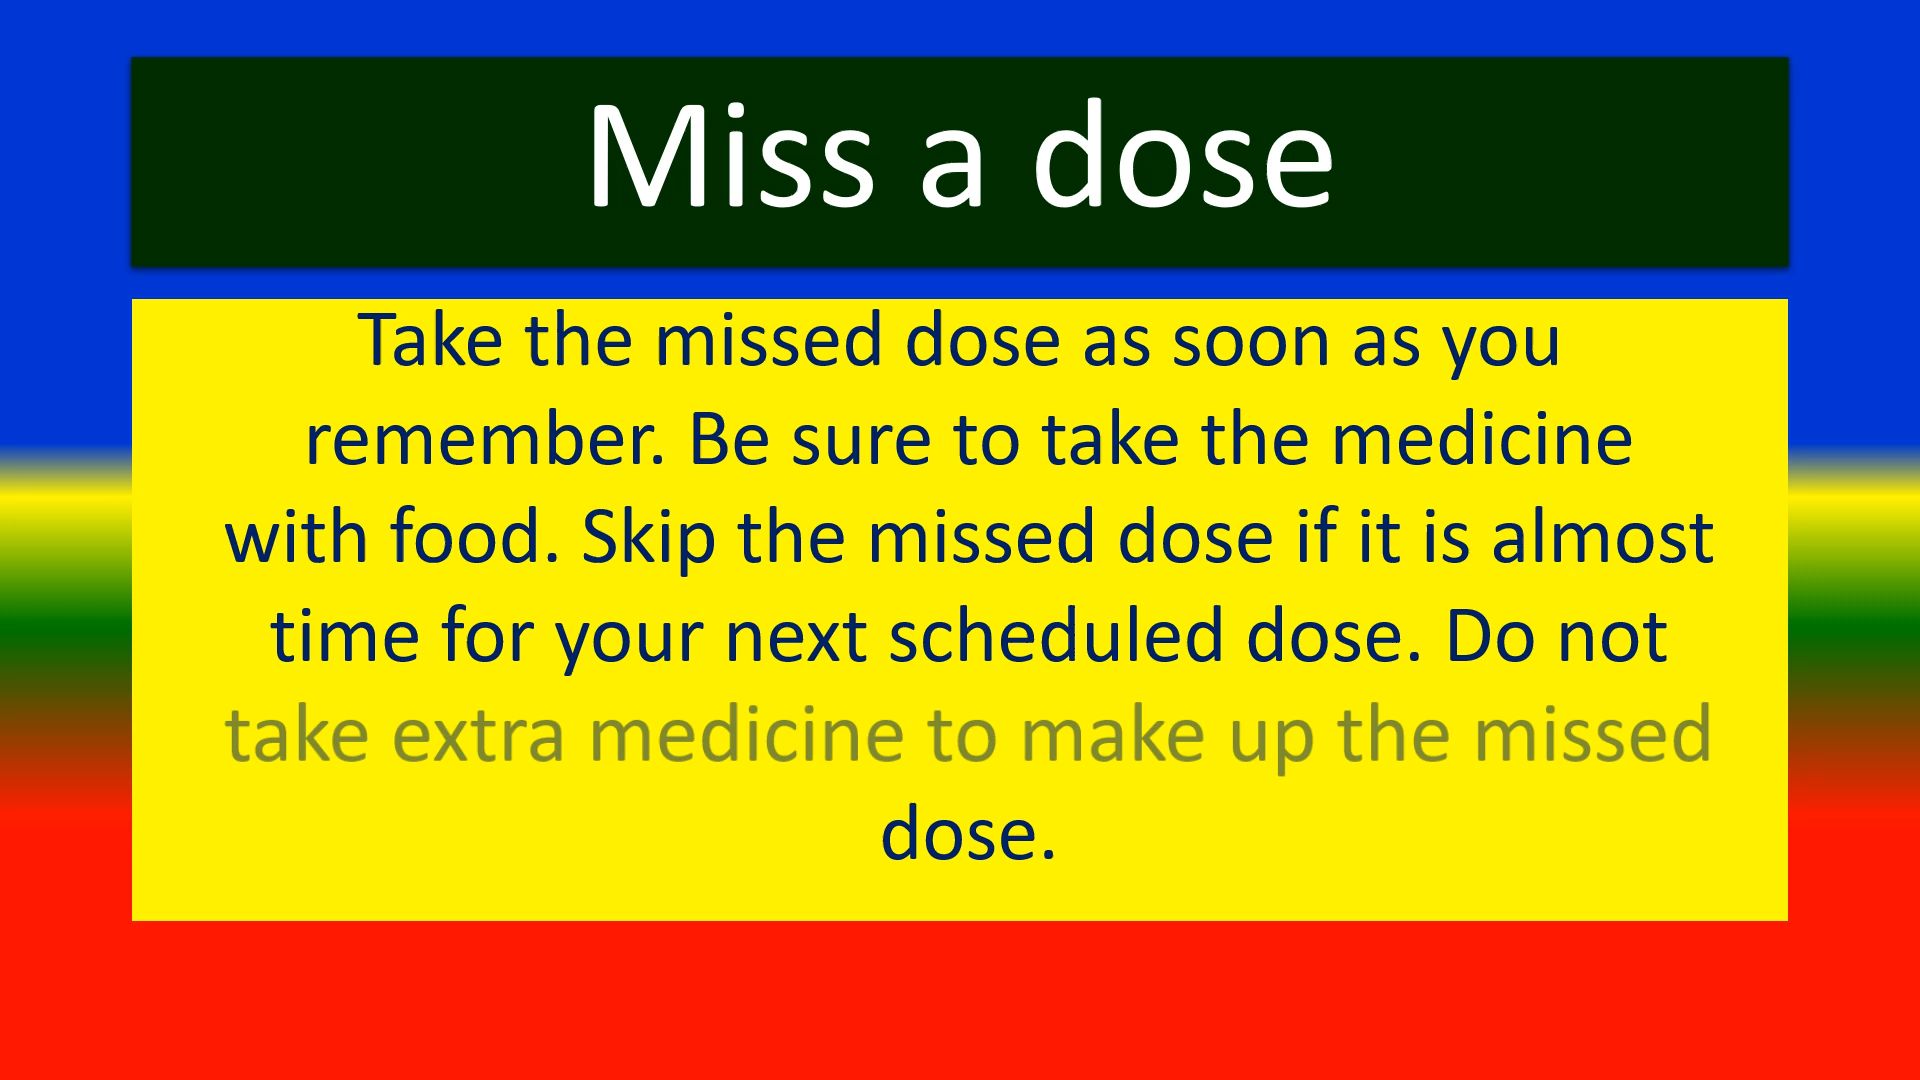 Miss a dose
Take the missed dose as soon as you
remember. Be sure to take the medicine
with food. Skip the missed dose if it is almost
time for your next scheduled dose. Do not
take extra medicine to make up the missed
dose.